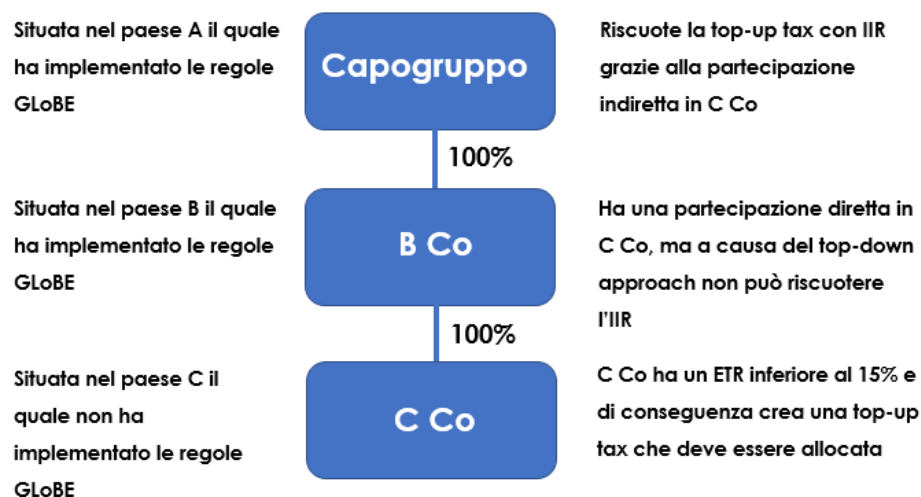 Situata nel paese A il quale
ha implementato le regole
GLoBE
Capogruppo
Riscuote la top-up tax con IIR
grazie alla partecipazione
indiretta in C Co
100%
Situata nel paese B il quale
ha implementato le regole
GLoBE
B Co
Ha una partecipazione diretta in
C Co, ma a causa del top-down
approach non può riscuotere
l'IIR
100%
Situata nel paese C il
quale non ha
implementato le regole
GLoBE
C Co
C Co ha un ETR inferiore al 15% e
di conseguenza crea una top-up
tax che deve essere allocata